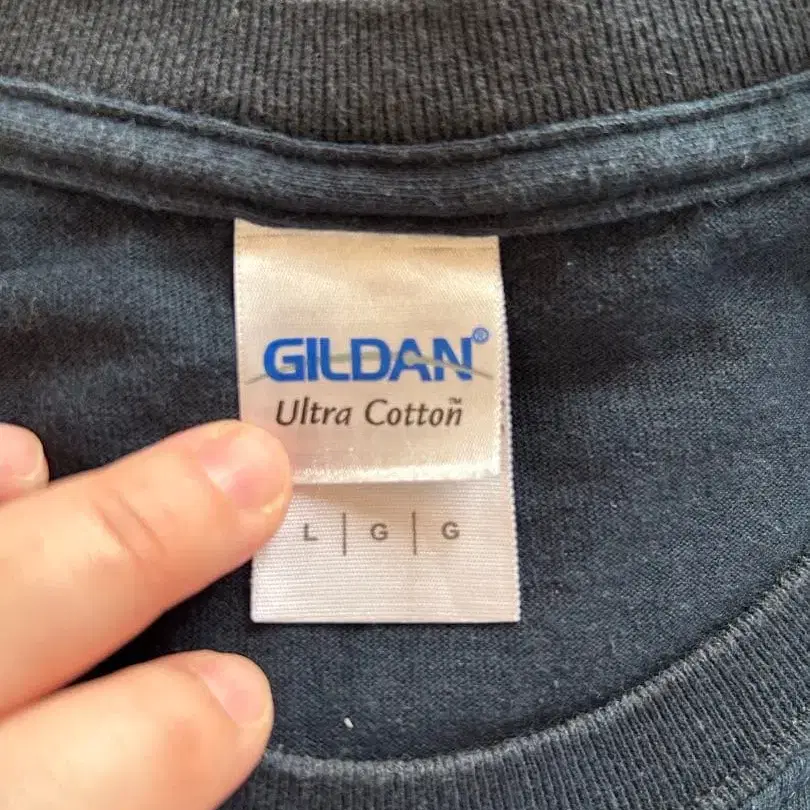 GILDAN®
Ultra Cotton™
L | G | G